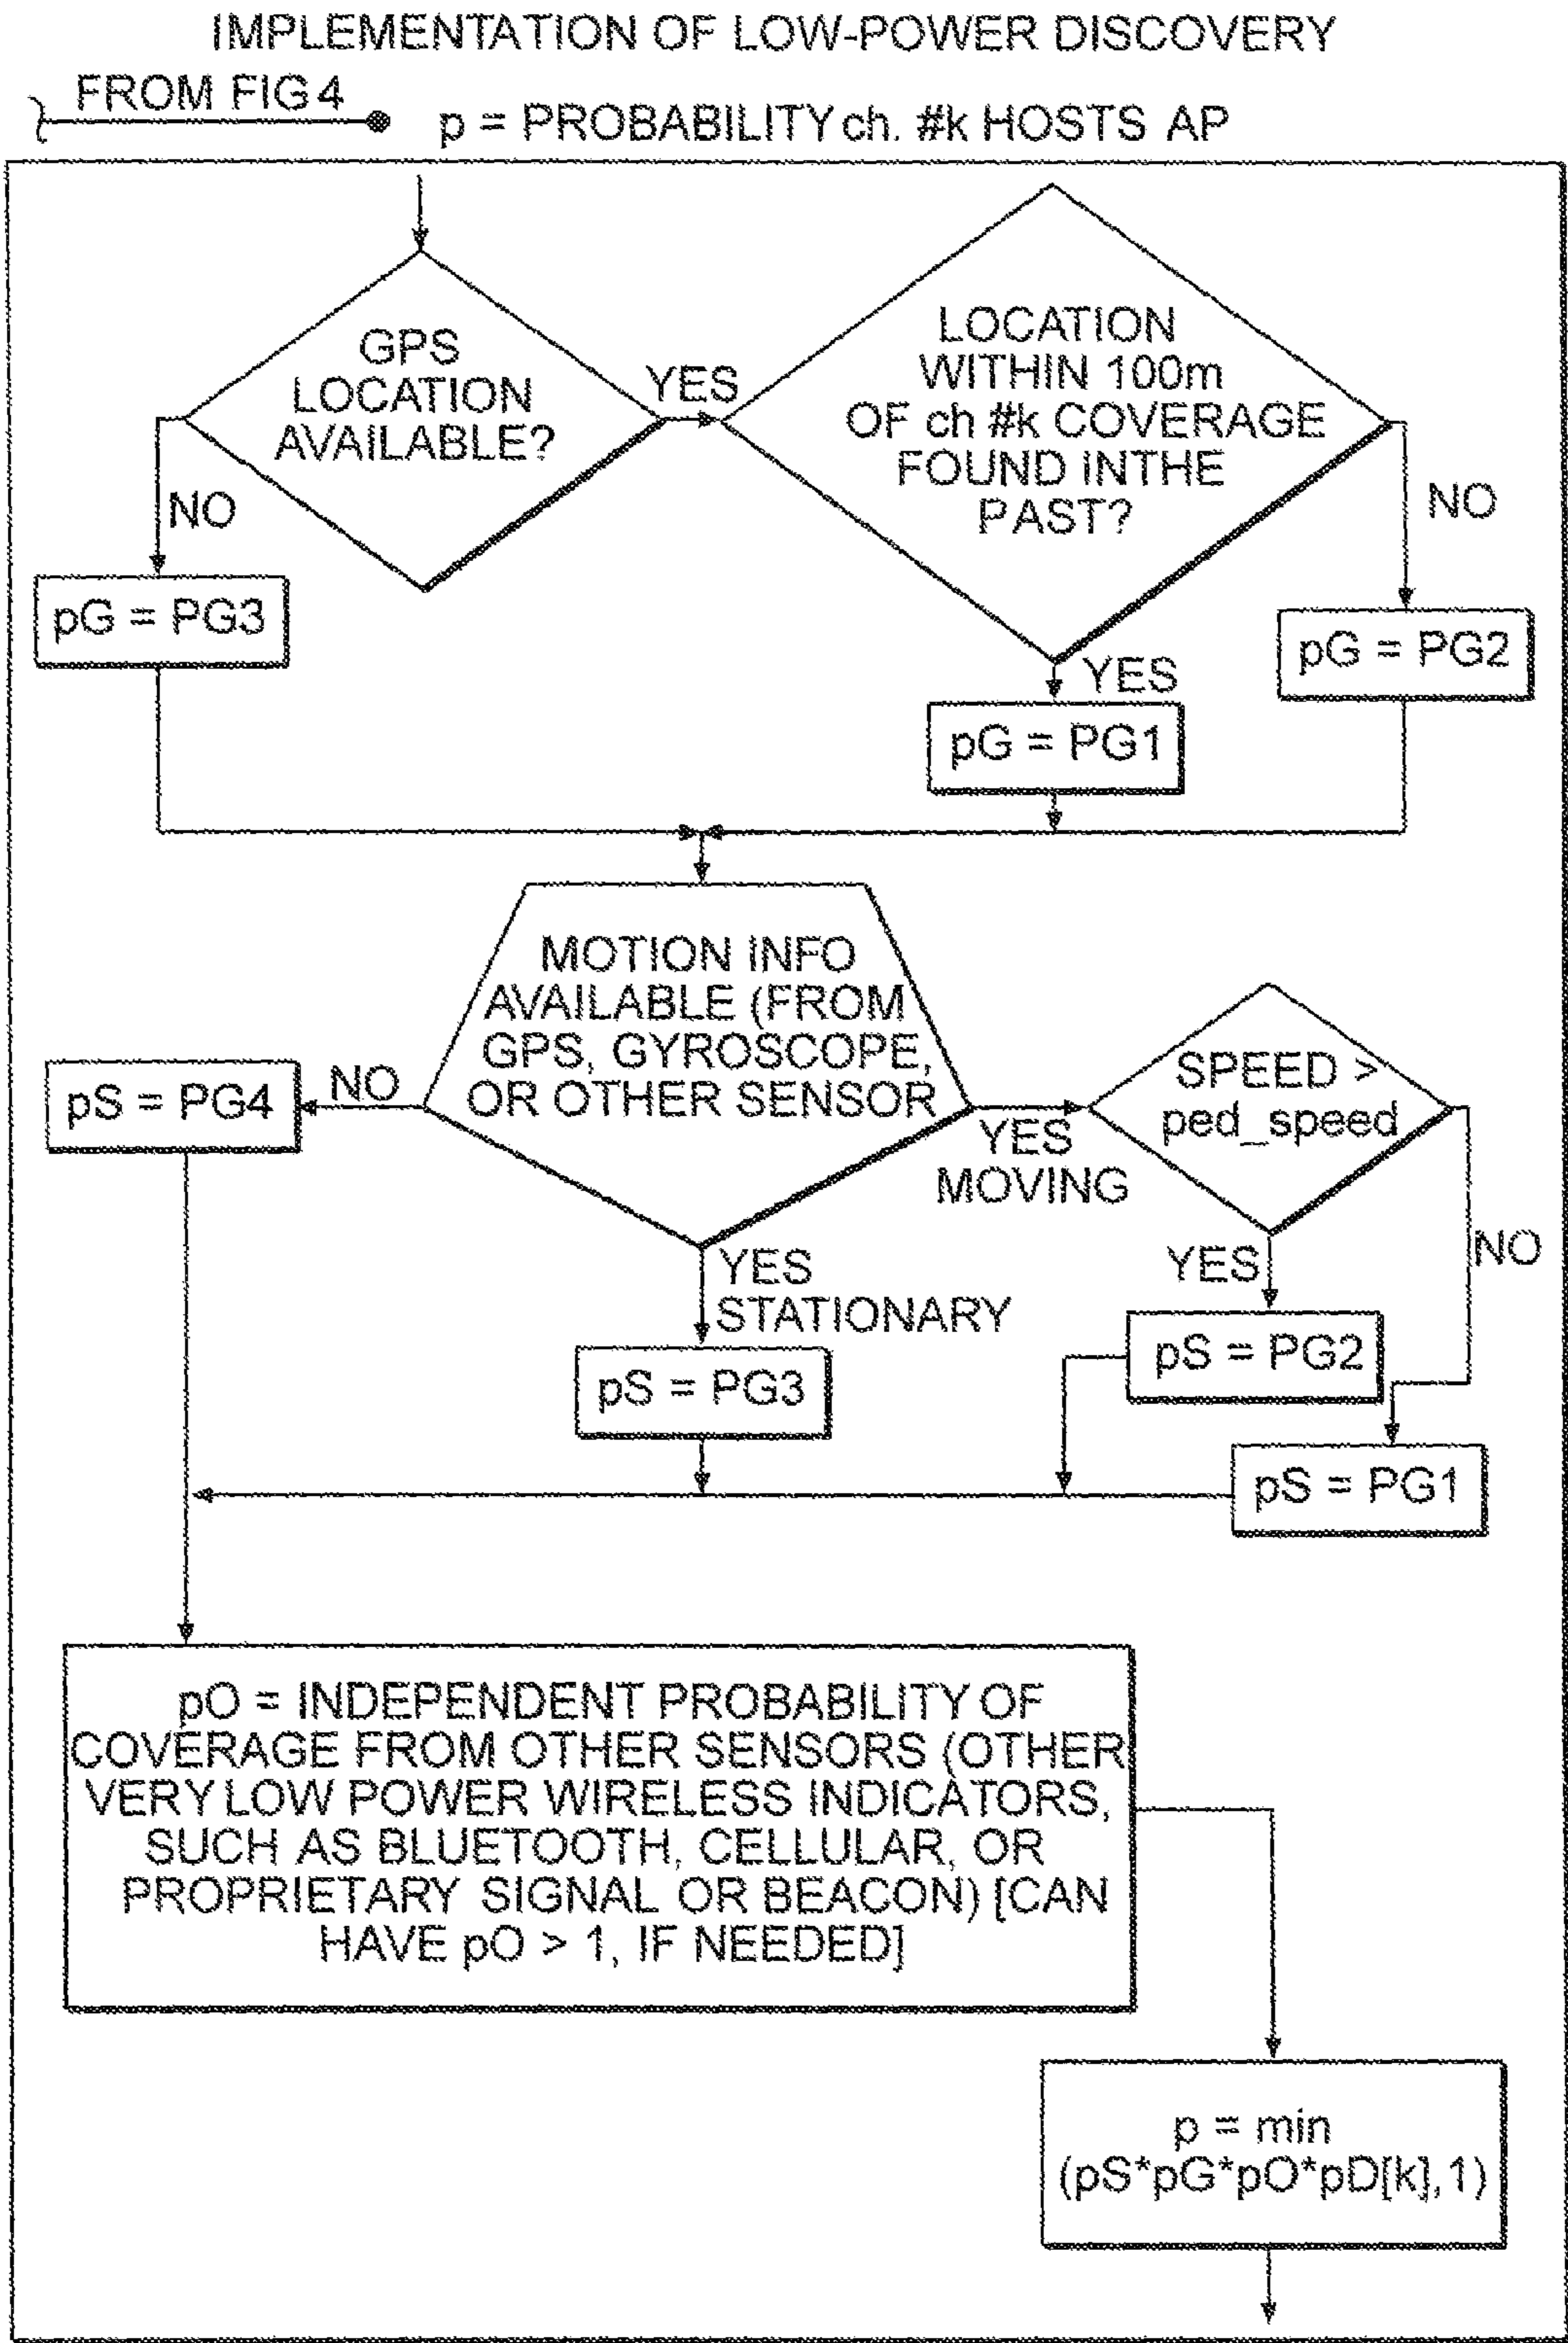 IMPLEMENTATION OF LOW-POWER DISCOVERY
FROM FIG 4
p = PROBABILITY ch. #k HOSTS AP
GPS
LOCATION
AVAILABLE?
YES
LOCATION
WITHIN 100m
OF ch #k COVERAGE
FOUND INTHE
PAST?
NO
NO
pG = PG3
YES
pG = PG2
pG = PG1
MOTION INFO
AVAILABLE (FROM
GPS, GYROSCOPE,
OR OTHER SENSOR
NO
pS = PG4
YES
MOVING
SPEED >
ped_speed
YES
STATIONARY
YES
NO
pS = PG3
pS = PG2
pS = PG1
pO = INDEPENDENT PROBABILITY OF
COVERAGE FROM OTHER SENSORS (OTHER
VERY LOW POWER WIRELESS INDICATORS,
SUCH AS BLUETOOTH, CELLULAR, OR
PROPRIETARY SIGNAL OR BEACON) [CAN
HAVE pO > 1, IF NEEDED]
p = min
(pS*pG*pO*pD[k],1)